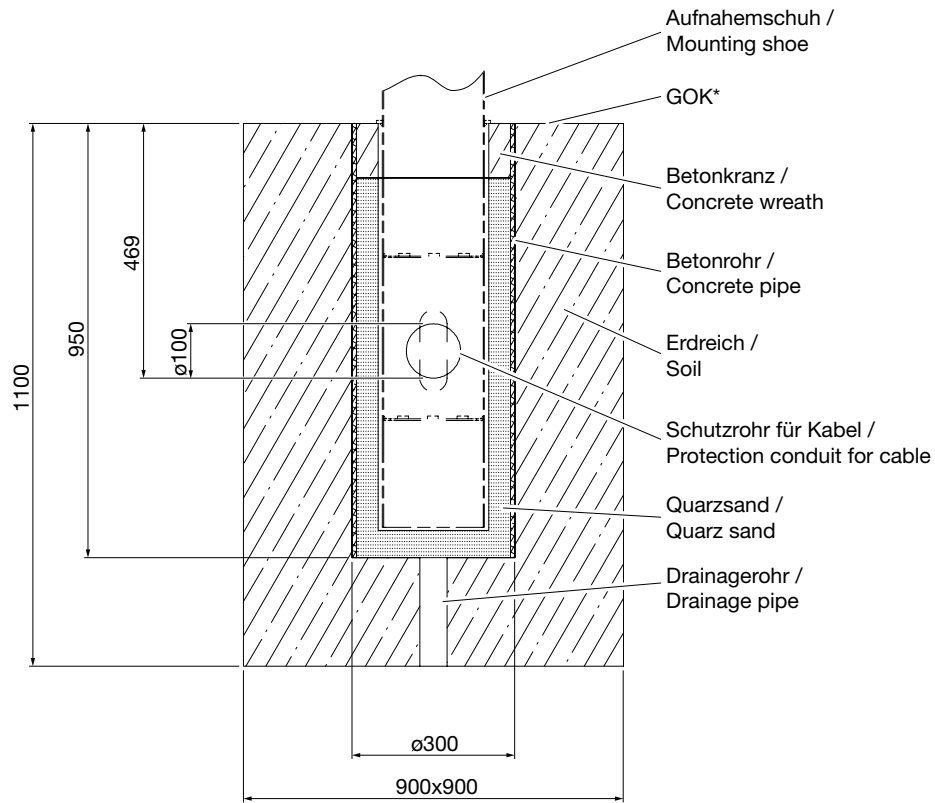 Aufnahemschuh /
Mounting shoe
GOK*
Betonkranz /
Concrete wreath
Betonrohr /
Concrete pipe
Erdreich /
Soil
Schutzrohr für Kabel /
Protection conduit for cable
Quarzsand /
Quarz sand
Drainagerohr /
Drainage pipe
1100
950
469
ø100
ø300
900x900